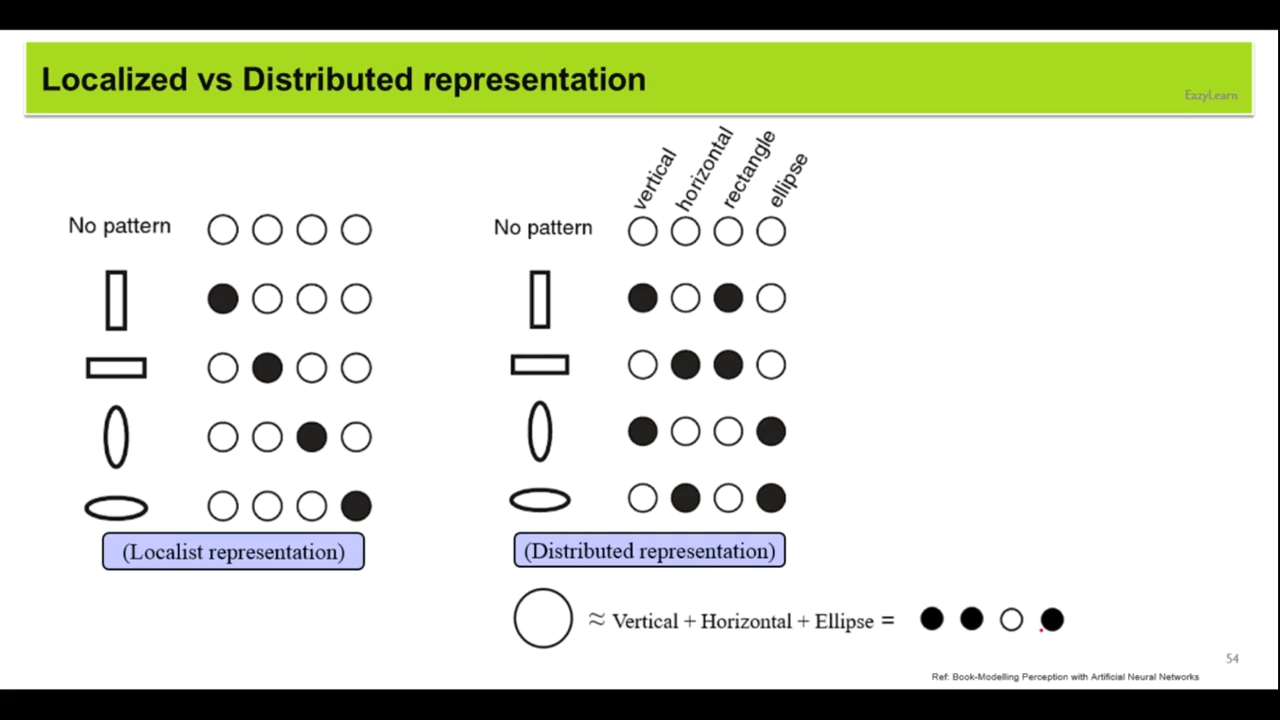 Localized vs Distributed representation
EazyLearn
No pattern
(Localist representation)
vertical
horizontal
rectangle
ellipse
No pattern
(Distributed representation)
≈ Vertical + Horizontal + Ellipse =
54
Ref: Book-Modelling Perception with Artificial Neural Networks